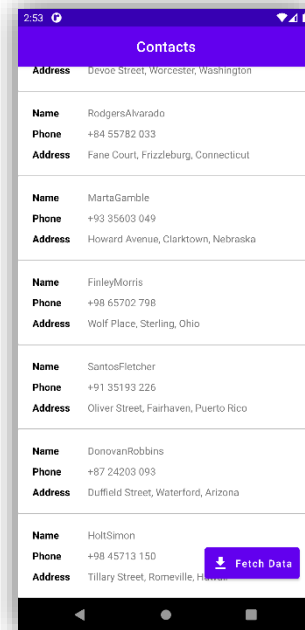 2:53
Contacts
Address Devoe Street, Worcester, Washington
Name RodgersAlvarado
Phone +84 55782 033
Address Fane Court, Frizzleburg, Connecticut
Name MartaGamble
Phone +93 35603 049
Address Howard Avenue, Clarktown, Nebraska
Name FinleyMorris
Phone +98 65702 798
Address Wolf Place, Sterling, Ohio
Name SantosFletcher
Phone +91 35193 226
Address Oliver Street, Fairhaven, Puerto Rico
Name DonovanRobbins
Phone +87 24203 093
Address Duffield Street, Waterford, Arizona
Name HoltSimon
Phone +98 45713 150
Fetch Data
Address Tillary Street, Romeville,